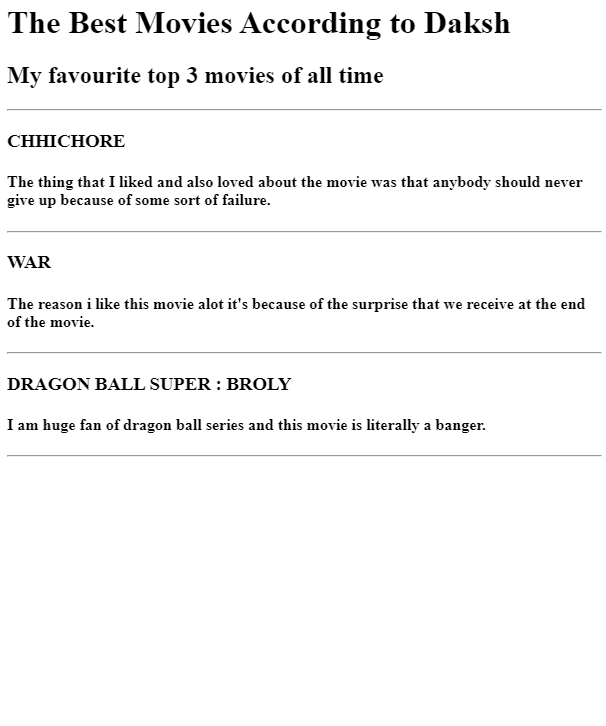 The Best Movies According to Daksh
My favourite top 3 movies of all time
CHHICHORE
The thing that I liked and also loved about the movie was that anybody should never
give up because of some sort of failure.
WAR
The reason i like this movie alot it's because of the surprise that we receive at the end
of the movie.
DRAGON BALL SUPER : BROLY
I am huge fan of dragon ball series and this movie is literally a banger.